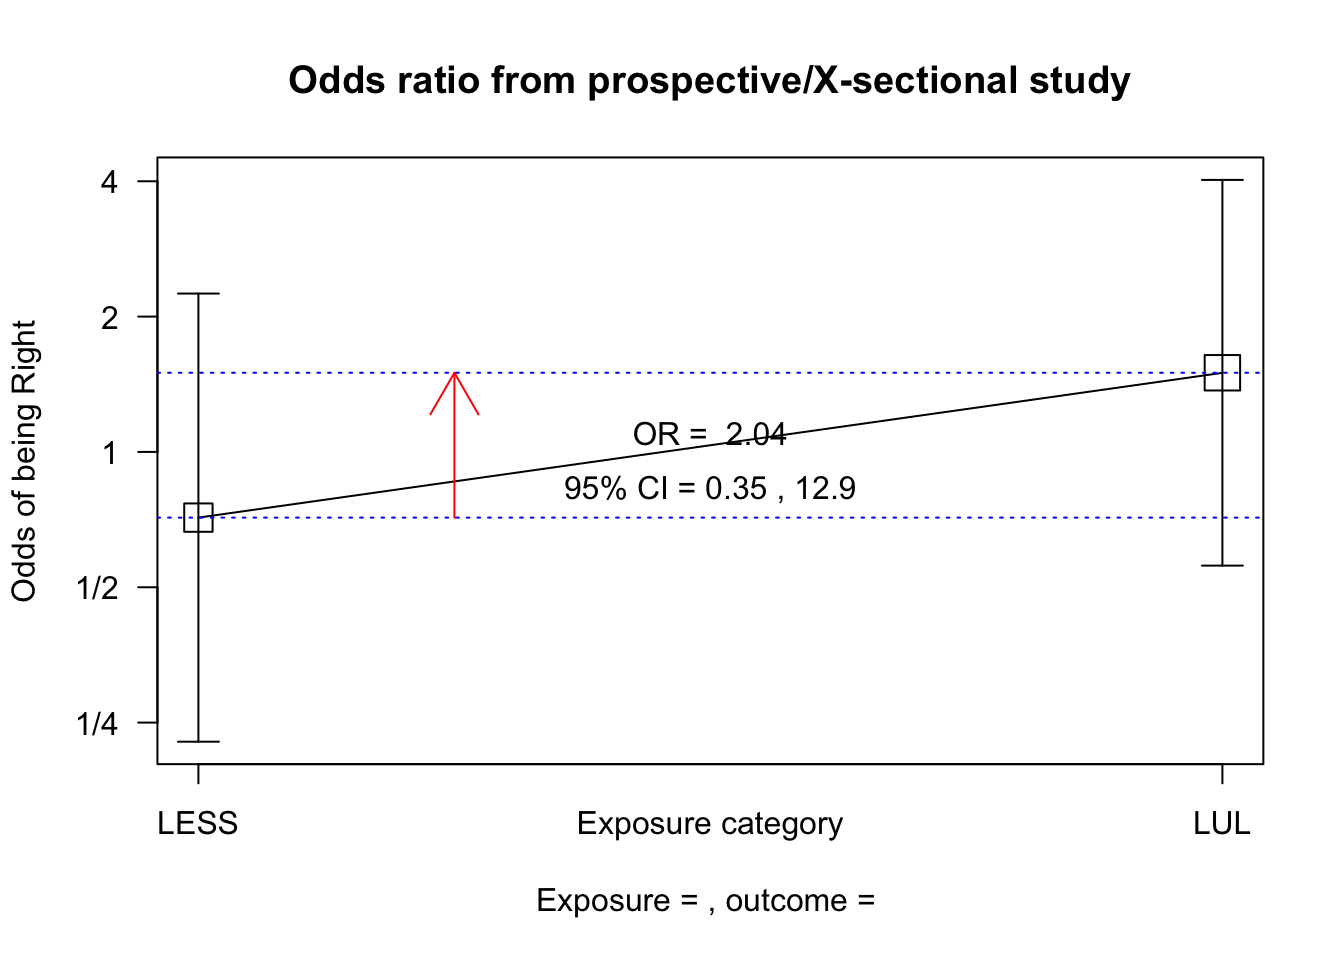 Odds ratio from prospective/X-sectional study
Odds of being Right
4
2
1
1/2
1/4
OR = 2.04
95% CI = 0.35 , 12.9
LESS
Exposure category
LUL
Exposure = , outcome =